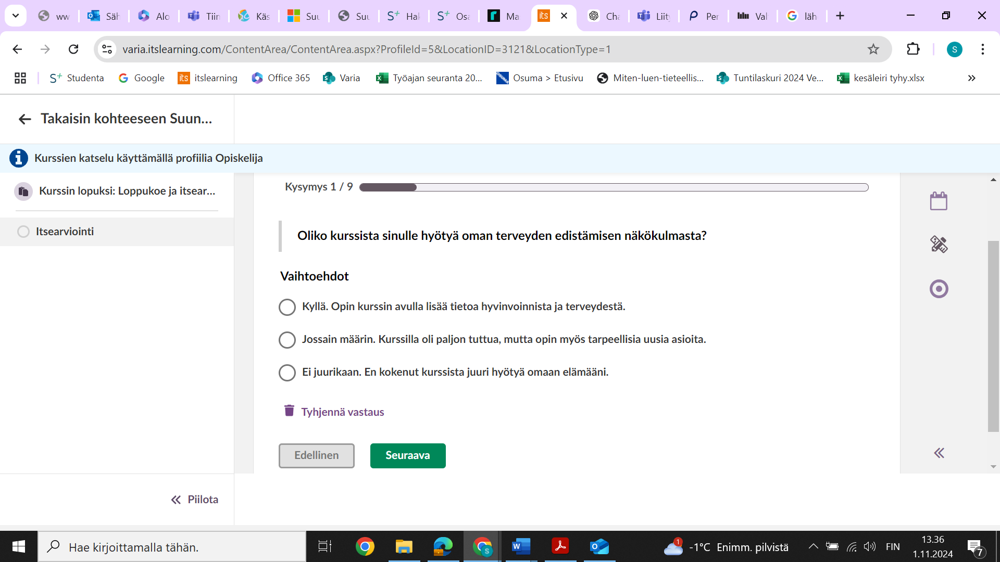 ww
Säh
Alo
Tiin
Käs
Suu
Suu
S+ Hal
S+ Osa
Ma
its
Cha
Liity
Per
Val
läh
varia.itslearning.com/ContentArea/ContentArea.aspx?ProfileId=5&LocationID=3121&LocationType=1
S
S+ Studenta
Google
its itslearning
Office 365
Varia
Työajan seuranta 20...
Osuma > Etusivu
Miten-luen-tieteellis...
Tuntilaskuri 2024 Ve...
kesäleiri tyhy.xlsx
Takaisin kohteeseen Suun...
Kurssien katselu käyttämällä profiilia Opiskelija
Kurssin lopuksi: Loppukoe ja itsear...
Itsearviointi
Kysymys 1 / 9
Oliko kurssista sinulle hyötyä oman terveyden edistämisen näkökulmasta?
Vaihtoehdot
Kyllä. Opin kurssin avulla lisää tietoa hyvinvoinnista ja terveydestä.
Jossain määrin. Kurssilla oli paljon tuttua, mutta opin myös tarpeellisia uusia asioita.
Ei juurikaan. En kokenut kurssista juuri hyötyä omaan elämääni.
Tyhjennä vastaus
Edellinen
Seuraava
Piilota
Hae kirjoittamalla tähän.
1
-1°C Enimm. pilvistä
FIN
13.36
1.11.2024
7